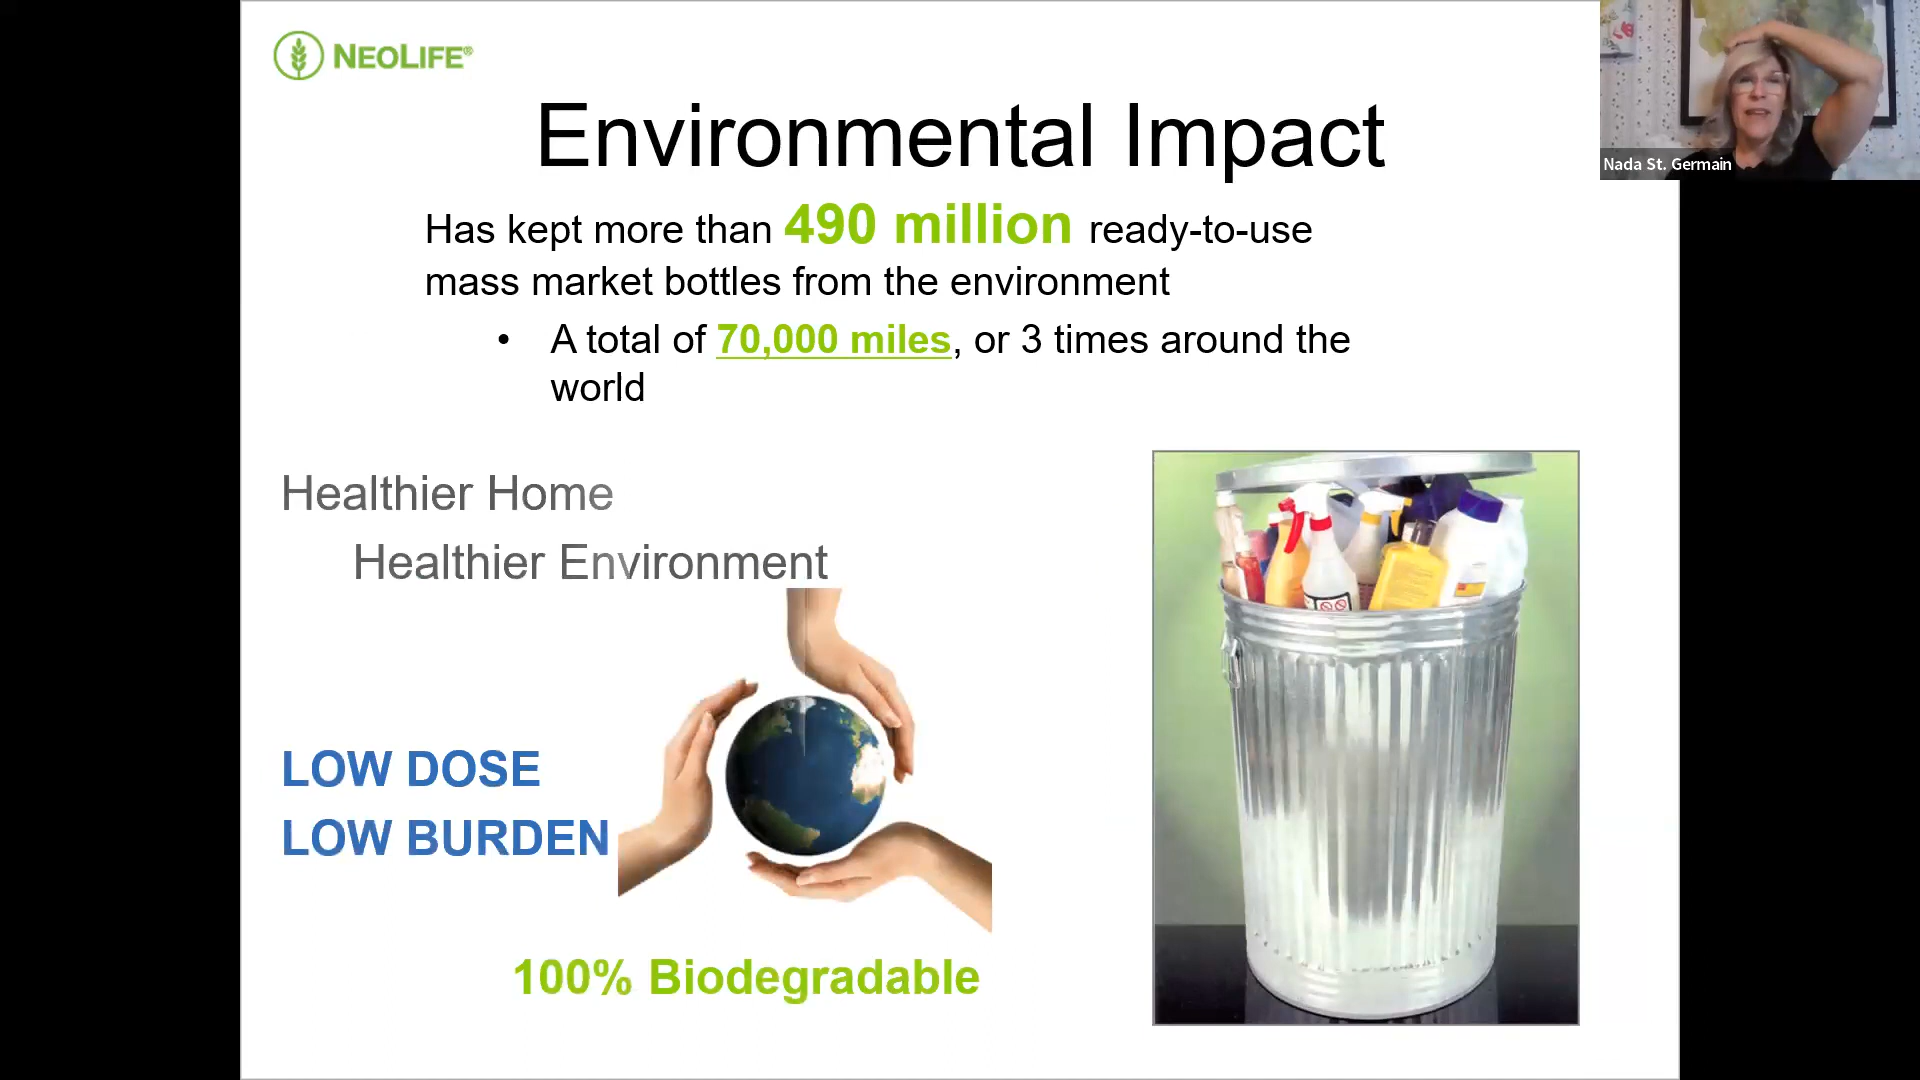 NEOLIFE®
Nada St. Germain
Environmental Impact
Has kept more than 490 million ready-to-use
mass market bottles from the environment
• A total of 70,000 miles, or 3 times around the
world
Healthier Home
Healthier Environment
LOW DOSE
LOW BURDEN
100% Biodegradable